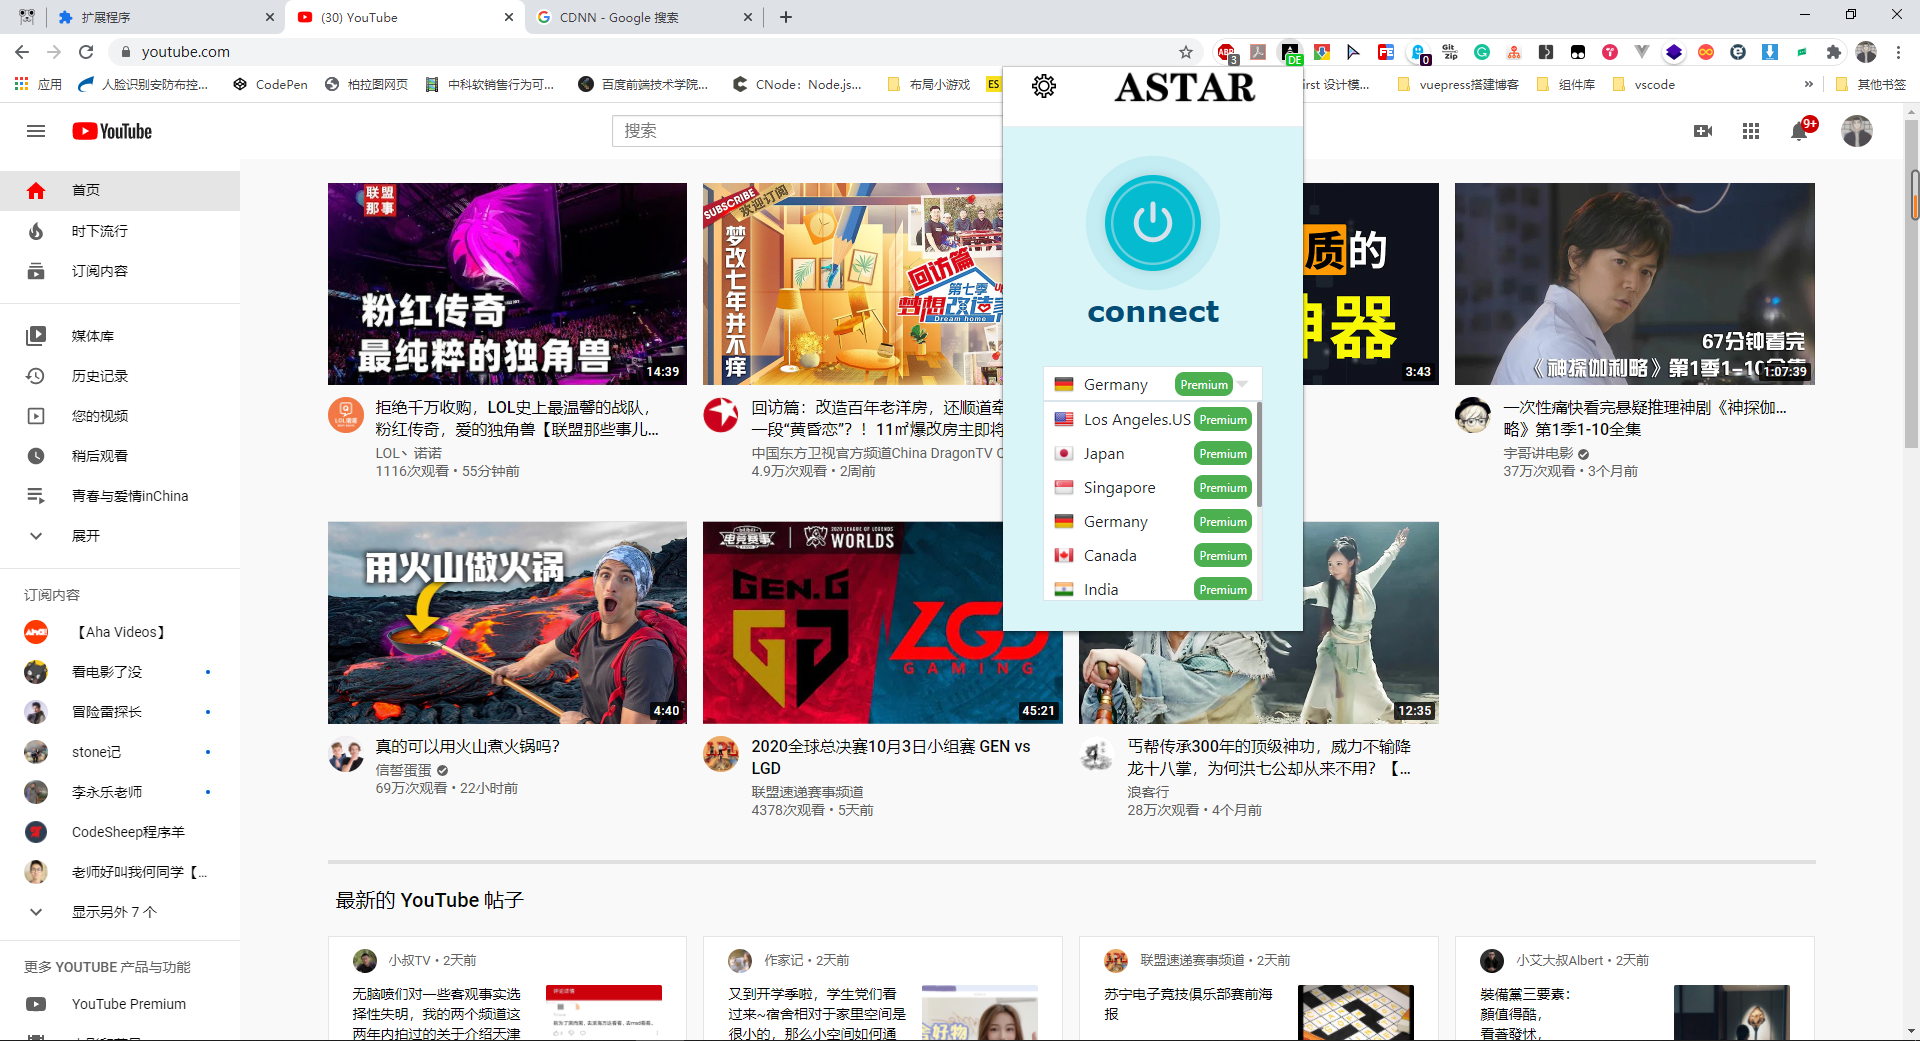 扩展程序
(30) YouTube
CDNN - Google 搜索
youtube.com
3
DE
0
应用
人脸识别安防布控...
CodePen
柏拉图网页
中科软销售行为可...
百度前端技术学院...
CNode：Node.js...
布局小游戏
ES
irst 设计模...
vuepress搭建博客
组件库
vscode
其他书签
ASTAR
YouTube
搜索
9+
首页
时下流行
订阅内容
媒体库
历史记录
您的视频
稍后观看
青春与爱情inChina
展开
订阅内容
【Aha Videos】
看电影了没
冒险雷探长
stone记
李永乐老师
CodeSheep程序羊
老师好叫我何同学【...
显示另外 7 个
更多 YOUTUBE 产品与功能
YouTube Premium
connect
Germany Premium
Los Angeles.US Premium
Japan Premium
Singapore Premium
Germany Premium
Canada Premium
India Premium
联盟
那事
粉红传奇
最纯粹的独角兽
14:39
拒绝千万收购，LOL史上最温馨的战队，
粉红传奇，爱的独角兽【联盟那些事儿...
LOL丶诺诺
1116次观看 • 55分钟前
SUBSCRIBE
欢迎订阅
梦改七年并不痒
回访篇
第七季
梦想改造家
Dream home
回访篇：改造百年老洋房，还顺道牵
一段“黄昏恋”？！11㎡爆改房主即将
中国东方卫视官方频道China DragonTV C
4.9万次观看 • 2周前
质的
神器
3:43
67分钟看完
《神探伽利略》第1季1-10全集
1:07:39
一次性痛快看完悬疑推理神剧《神探伽...
略》第1季1-10全集
宇哥讲电影
37万次观看 • 3个月前
用火山做火锅
4:40
真的可以用火山煮火锅吗？
信誓蛋蛋
69万次观看 • 22小时前
电竞赛事
2020 LEAGUE OF LEGENDS
WORLDS
GEN.G
LGD
GAMING
45:21
2020全球总决赛10月3日小组赛 GEN vs
LGD
联盟速递赛事频道
4378次观看 • 5天前
12:35
丐帮传承300年的顶级神功，威力不输降
龙十八掌，为何洪七公却从来不用？【...
浪客行
28万次观看 • 4个月前
最新的 YouTube 帖子
小叔TV • 2天前
无脑喷们对一些客观事实选
择性失明，我的两个频道这
两年内拍过的关于介绍天津
作家记 • 2天前
又到开学季啦，学生党们看
过来~宿舍相对于家里空间是
很小的，那么小空间如何通
舍好物
联盟速递赛事频道 • 2天前
苏宁电子竞技俱乐部赛前海
报
小艾大叔Albert • 2天前
裝備黨三要素：
顏值得酷，
看著發怵，